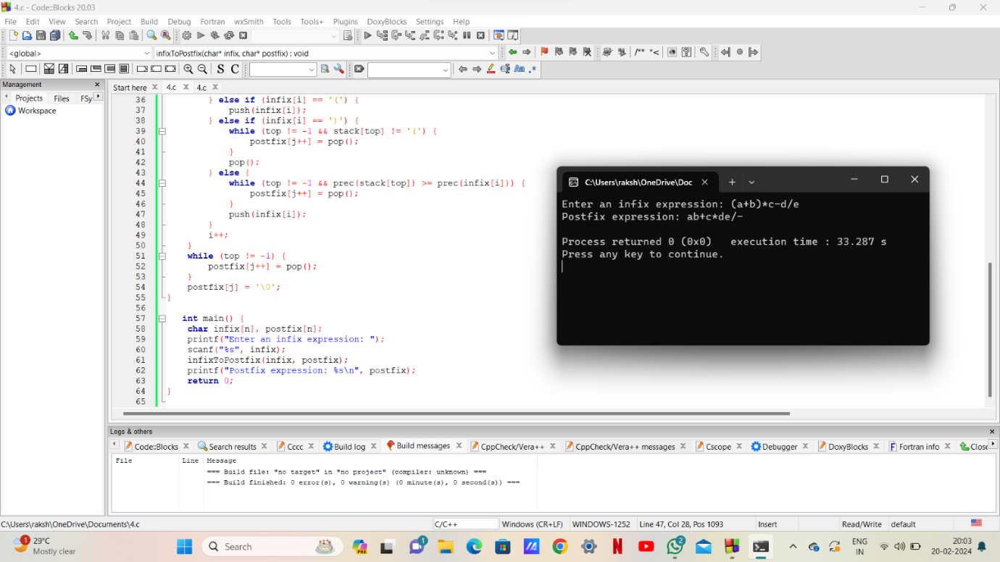 4.c - Code::Blocks 20.03
File Edit View Search Project Build Debug Fortran wxSmith Tools Tools+ Plugins DoxyBlocks Settings Help
<global> infixToPostfix(char* infix, char* postfix) : void
/** *<
S C Aa .*
Management
Projects Files FSy
Workspace
Start here 4.c 4.c
36 } else if (infix[i] == '(') {
37 push(infix[i]);
38 } else if (infix[i] == ')') {
39 while (top != -1 && stack[top] != '(') {
40 postfix[j++] = pop();
41 }
42 pop();
43 } else {
44 while (top != -1 && prec(stack[top]) >= prec(infix[i])) {
45 postfix[j++] = pop();
46 }
47 push(infix[i]);
48 }
49 i++;
50 }
51 while (top != -1) {
52 postfix[j++] = pop();
53 }
54 postfix[j] = '\0';
55 }
56
57 int main() {
58 char infix[n], postfix[n];
59 printf("Enter an infix expression: ");
60 scanf("%s", infix);
61 infixToPostfix(infix, postfix);
62 printf("Postfix expression: %s\n", postfix);
63 return 0;
64 }
65
C:\Users\raksh\OneDrive\Doc
Enter an infix expression: (a+b)*c-d/e
Postfix expression: ab+c*de/-
Process returned 0 (0x0) execution time : 33.287 s
Press any key to continue.
Logs & others
Code::Blocks Search results Cccc Build log Build messages CppCheck/Vera++ CppCheck/Vera++ messages Cscope Debugger DoxyBlocks Fortran info Close
File Line Message
=== Build file: "no target" in "no project" (compiler: unknown) ===
=== Build finished: 0 error(s), 0 warning(s) (0 minute(s), 0 second(s)) ===
C:\Users\raksh\OneDrive\Documents\4.c C/C++ Windows (CR+LF) WINDOWS-1252 Line 47, Col 28, Pos 1093 Insert Read/Write default
1 29°C
Mostly clear
Search
PRE
1
2
ENG
IN
20:03
20-02-2024